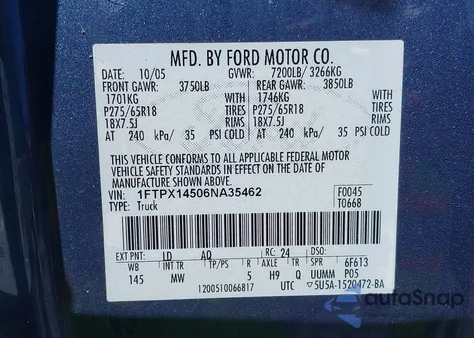 MFD. BY FORD MOTOR CO.
10/05 GVWR: 7200LB/ 3266KG
FRONT GAWR: 3750LB REAR GAWR: 3850LB
1701KG WITH 1746KG WITH
P275/65R18 TIRES P275/65R18 TIRES
18X7.5J RIMS 18X7.5J RIMS
AT 240 kPa/ 35 PSI COLD AT 240 kPa/ 35 PSI COLD
THIS VEHICLE CONFORMS TO ALL APPLICABLE FEDERAL MOTOR
VEHICLE SAFETY STANDARDS IN EFFECT ON THE DATE OF
MANUFACTURE SHOWN ABOVE.
VIN: 1FTPX14506NA35462 F0045
TYPE: Truck T0668
EXT PNT: LD AQ RC: 24 DSO:
WB INT TR TP/PS R AXLE TR SPR 6F613
145 MW 5 H9 Q UUMM P05
1200510066817 UTC 5U5A-1520472-BA
autoSnap